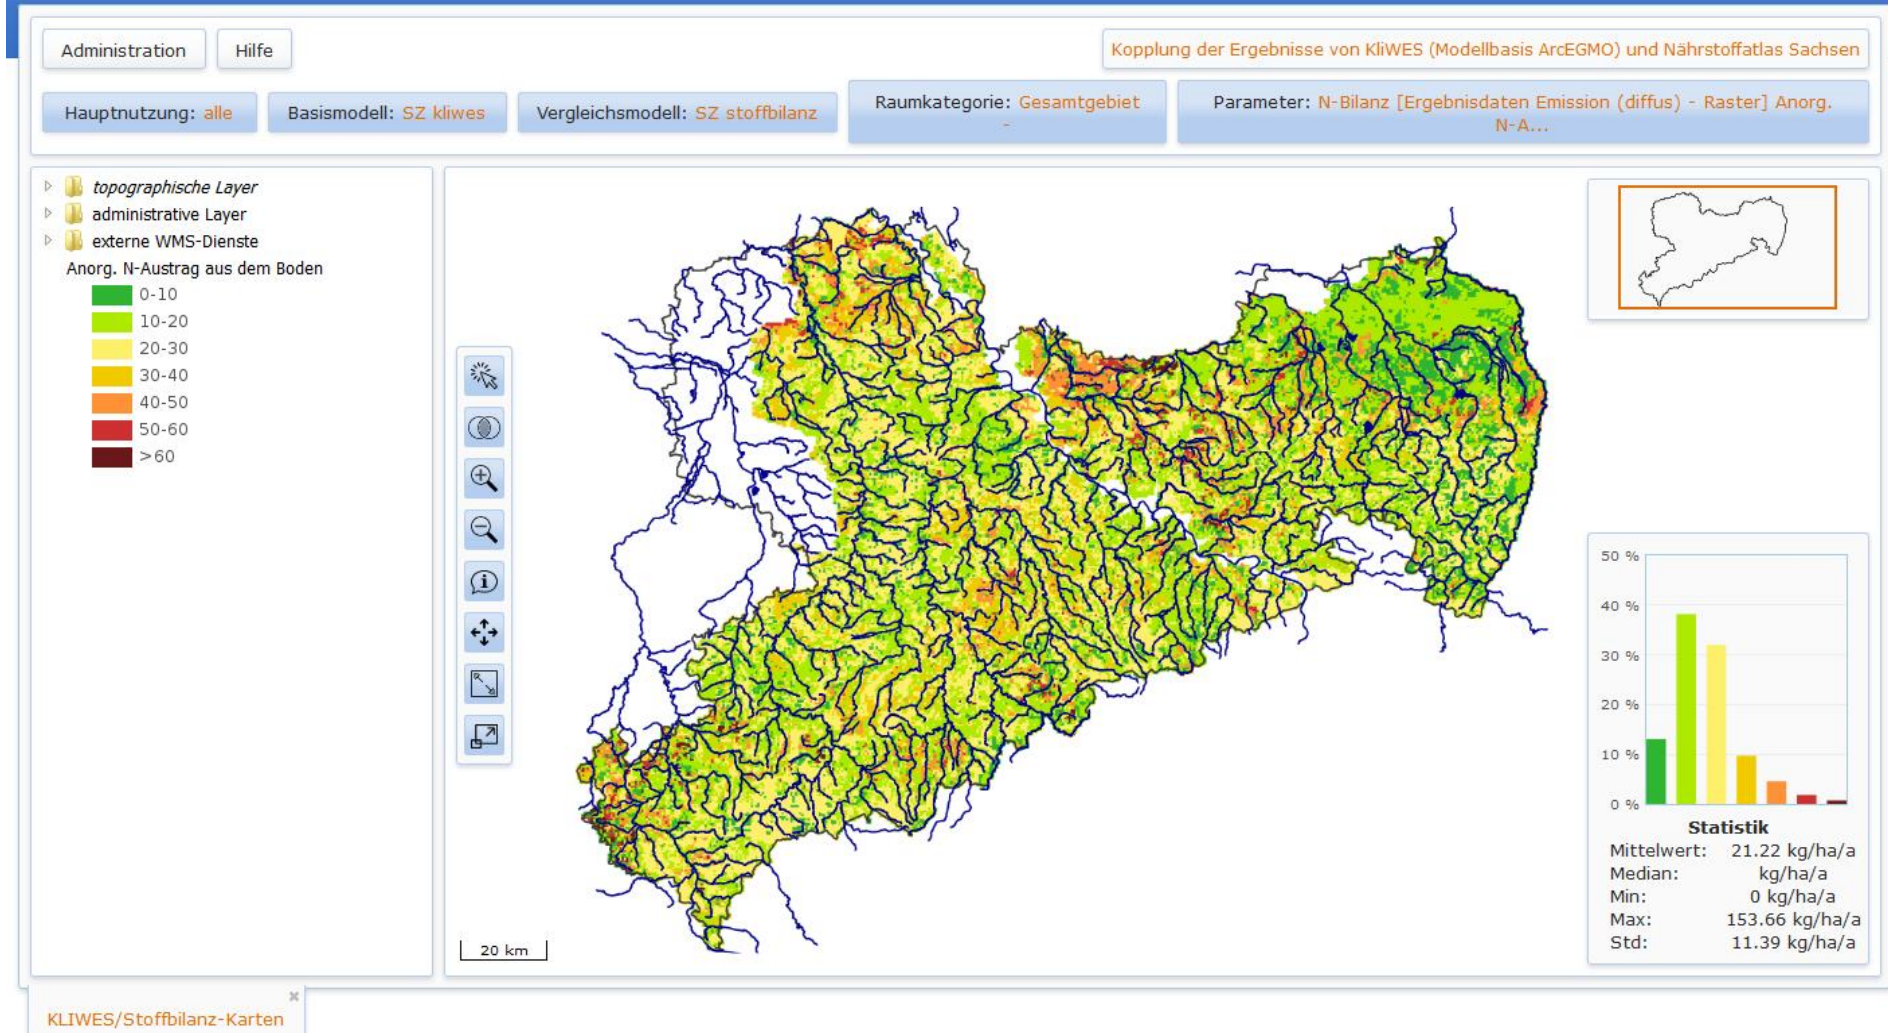 Administration
Hilfe
Kopplung der Ergebnisse von KliWES (Modellbasis ArcEGMO) und Nährstoffatlas Sachsen
Hauptnutzung: alle
Basismodell: SZ kliwes
Vergleichsmodell: SZ stoffbilanz
Raumkategorie: Gesamtgebiet
-
Parameter: N-Bilanz [Ergebnisdaten Emission (diffus) - Raster] Anorg.
N-A...
topographische Layer
administrative Layer
externe WMS-Dienste
Anorg. N-Austrag aus dem Boden
0-10
10-20
20-30
30-40
40-50
50-60
>60
20 km
50 %
40 %
30 %
20 %
10 %
0 %
Statistik
Mittelwert: 21.22 kg/ha/a
Median: kg/ha/a
Min: 0 kg/ha/a
Max: 153.66 kg/ha/a
Std: 11.39 kg/ha/a
KLIWES/Stoffbilanz-Karten